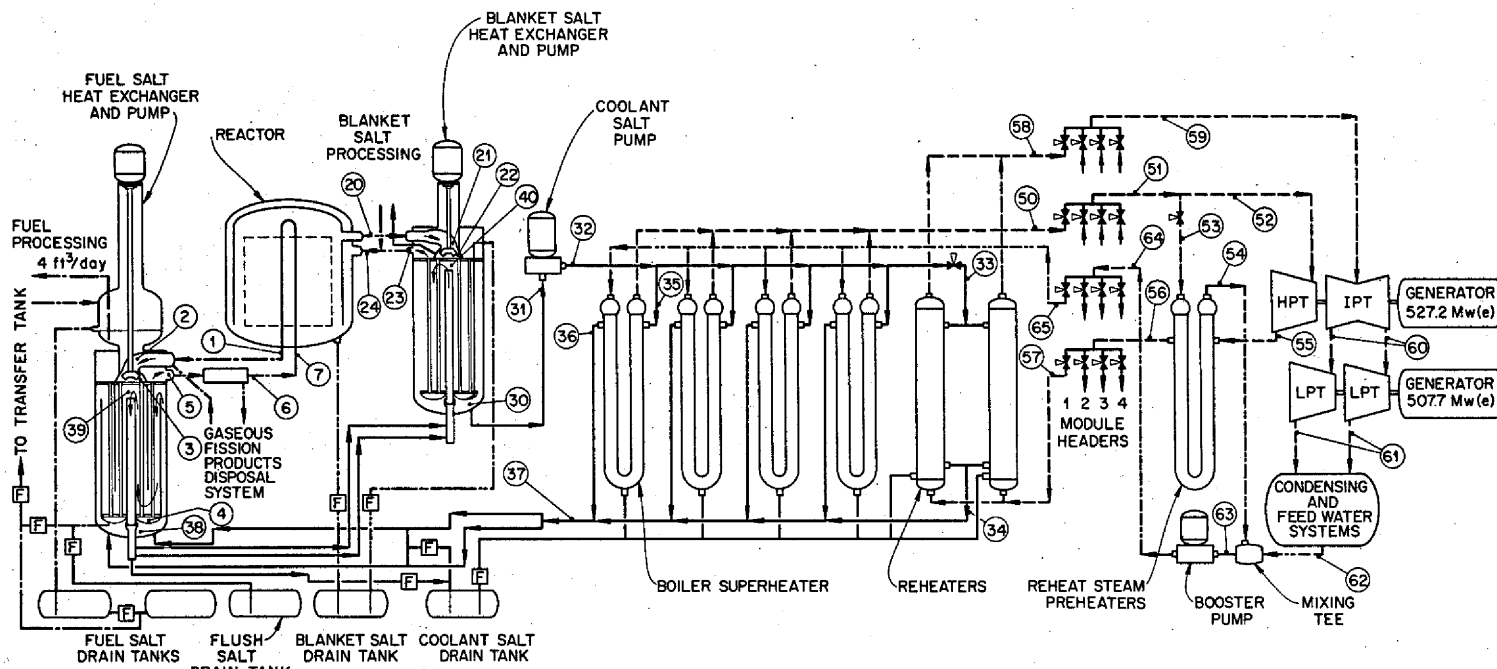 BLANKET SALT
HEAT EXCHANGER
AND PUMP
FUEL SALT
HEAT EXCHANGER
AND PUMP
REACTOR
BLANKET
SALT
PROCESSING
COOLANT
SALT
PUMP
FUEL
PROCESSING
4 ft³/day
TO TRANSFER TANK
20
21
22
40
24
23
2
1
7
5
6
39
3
4
38
GASEOUS
FISSION
PRODUCTS
DISPOSAL
SYSTEM
30
31
32
33
35
36
37
34
58
59
50
51
52
53
54
64
65
56
57
55
60
61
62
63
1 2 3 4
MODULE
HEADERS
HPT
IPT
LPT
LPT
GENERATOR
527.2 Mw(e)
GENERATOR
507.7 Mw(e)
CONDENSING
AND
FEED WATER
SYSTEMS
F
F
F
F
F
F
F
BOILER SUPERHEATER
REHEATERS
REHEAT STEAM
PREHEATERS
BOOSTER
PUMP
MIXING
TEE
FUEL SALT
DRAIN TANKS
FLUSH
SALT
DRAIN TANK
BLANKET SALT
DRAIN TANK
COOLANT SALT
DRAIN TANK